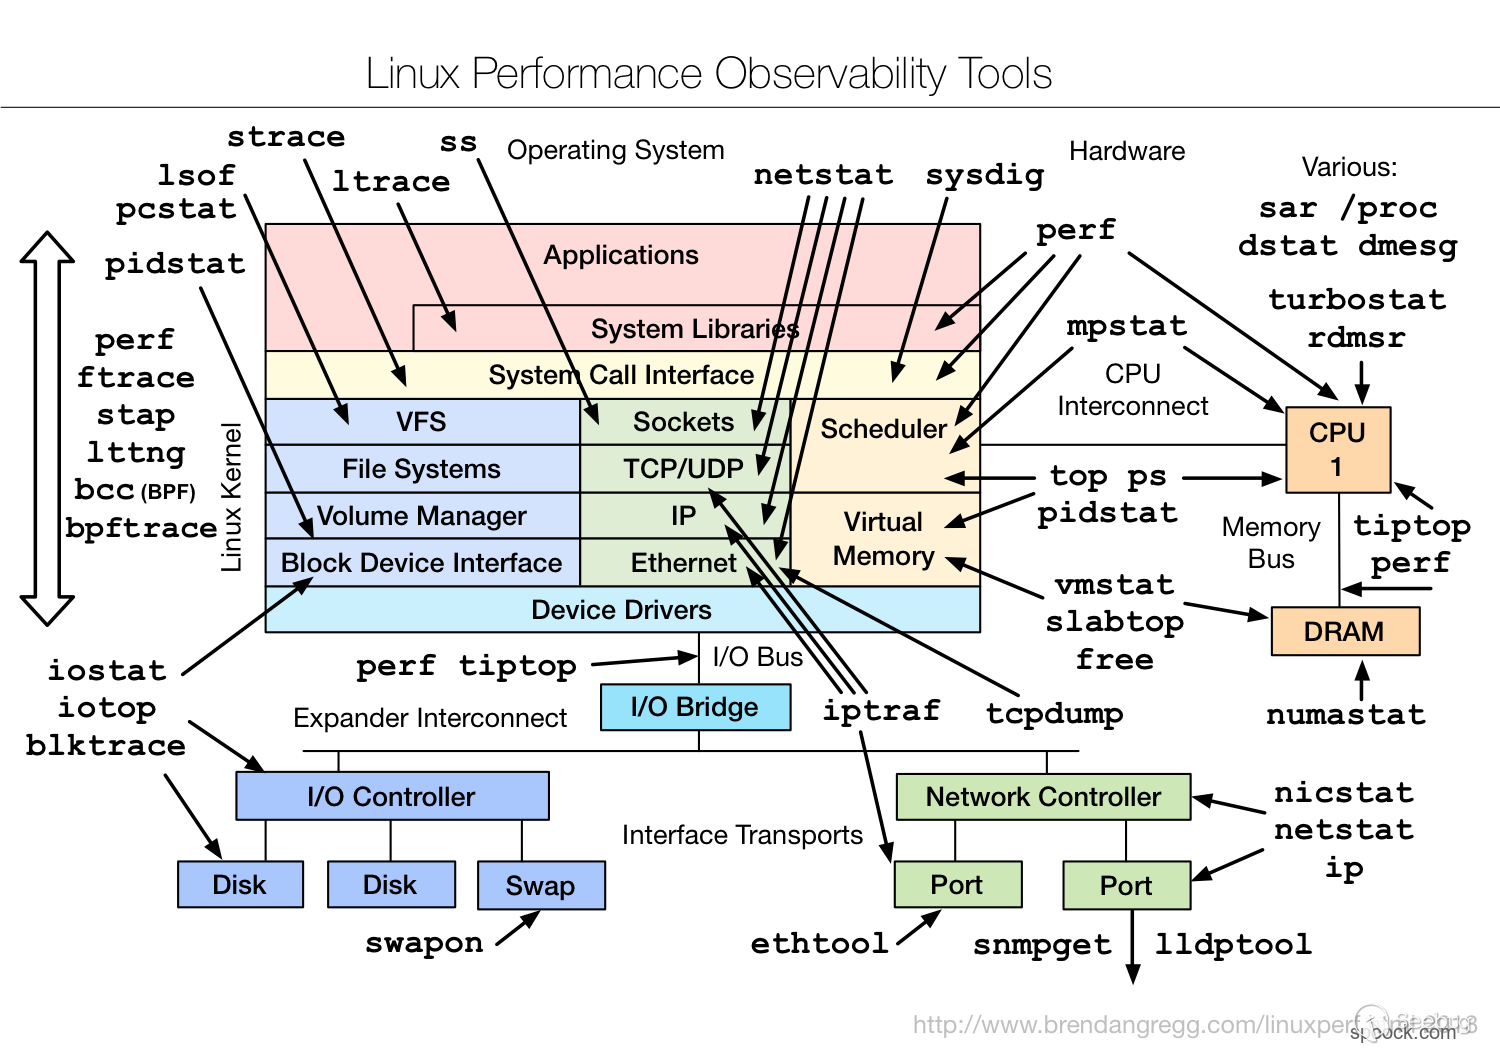 Linux Performance Observability Tools
strace
ss
Operating System
Hardware
Various:
lsof
ltrace
netstat
sysdig
pcstat
sar /proc
dstat dmesg
perf
pidstat
Applications
turbostat
rdmsr
System Libraries
mpstat
perf
ftrace
stap
lttng
bcc (BPF)
bpftrace
System Call Interface
CPU
Interconnect
Linux Kernel
VFS
Sockets
Scheduler
CPU
1
File Systems
TCP/UDP
top ps
pidstat
Volume Manager
IP
Virtual
Memory
Memory
Bus
tiptop
perf
Block Device Interface
Ethernet
vmstat
slabtop
free
Device Drivers
DRAM
iostat
iotop
blktrace
perf tiptop
I/O Bus
I/O Bridge
iptraf
tcpdump
numastat
Expander Interconnect
I/O Controller
Network Controller
nicstat
netstat
ip
Interface Transports
Disk
Disk
Swap
Port
Port
swapon
ethtool
snmpget
lldptool
http://www.brendangregg.com/linuxperf